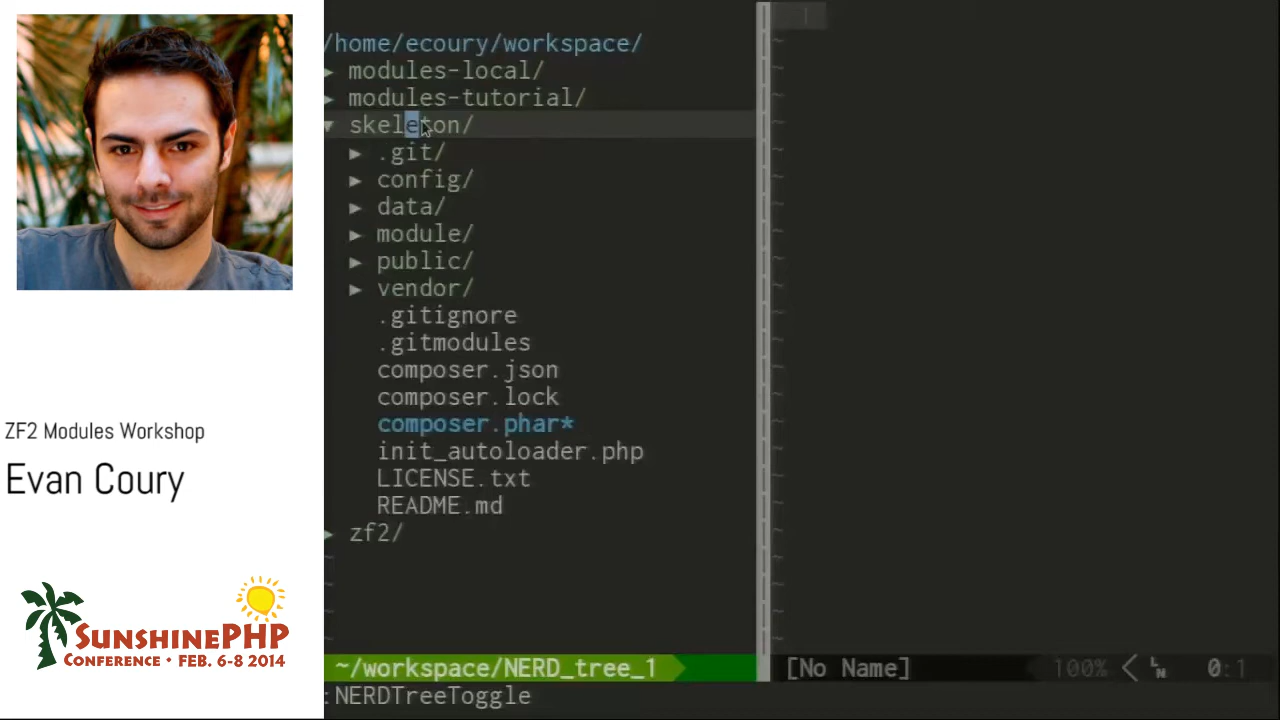 /home/ecoury/workspace/
▸ modules-local/
▸ modules-tutorial/
▾ skeleton/
▸ .git/
▸ config/
▸ data/
▸ module/
▸ public/
▸ vendor/
.gitignore
.gitmodules
composer.json
composer.lock
composer.phar*
init_autoloader.php
LICENSE.txt
README.md
▸ zf2/
~/workspace/NERD_tree_1
[No Name] 100% LN 0:1
:NERDTreeToggle
ZF2 Modules Workshop
Evan Coury
SUNSHINEPHP
CONFERENCE • FEB. 6-8 2014